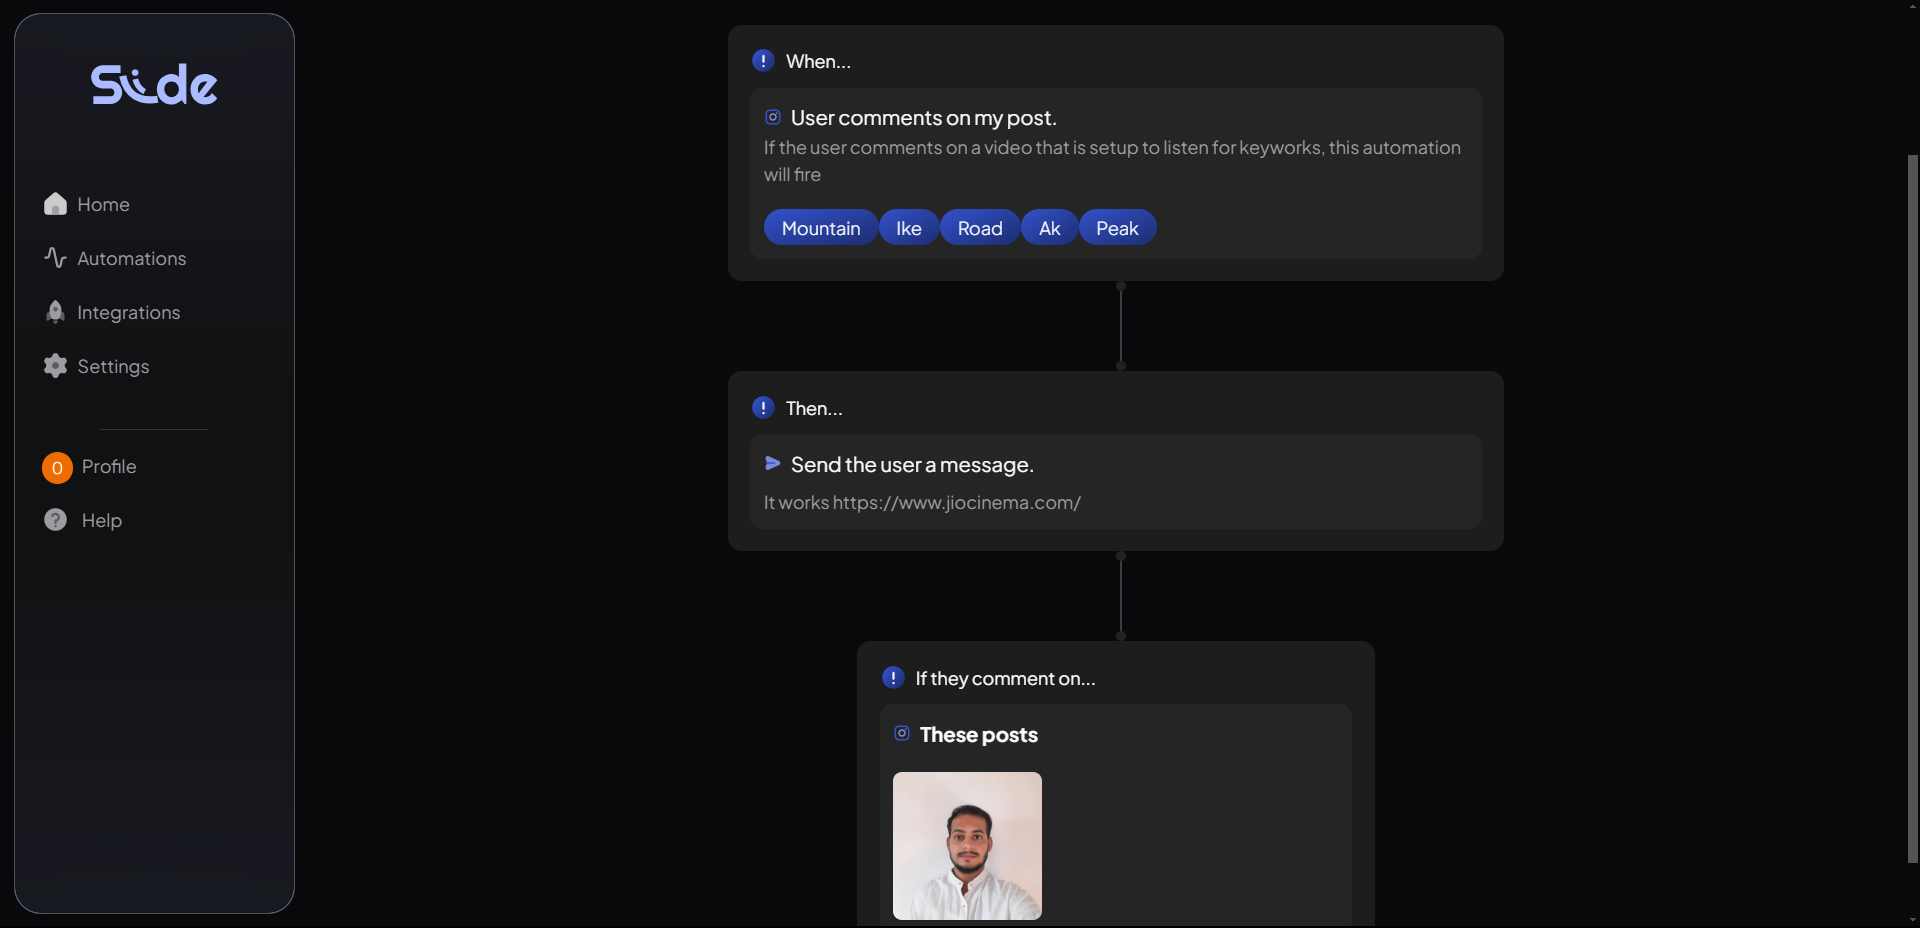 Slide
Home
Automations
Integrations
Settings
0 Profile
? Help
! When...
User comments on my post.
If the user comments on a video that is setup to listen for keyworks, this automation
will fire
Mountain Ike Road Ak Peak
! Then...
Send the user a message.
It works https://www.jiocinema.com/
! If they comment on...
These posts